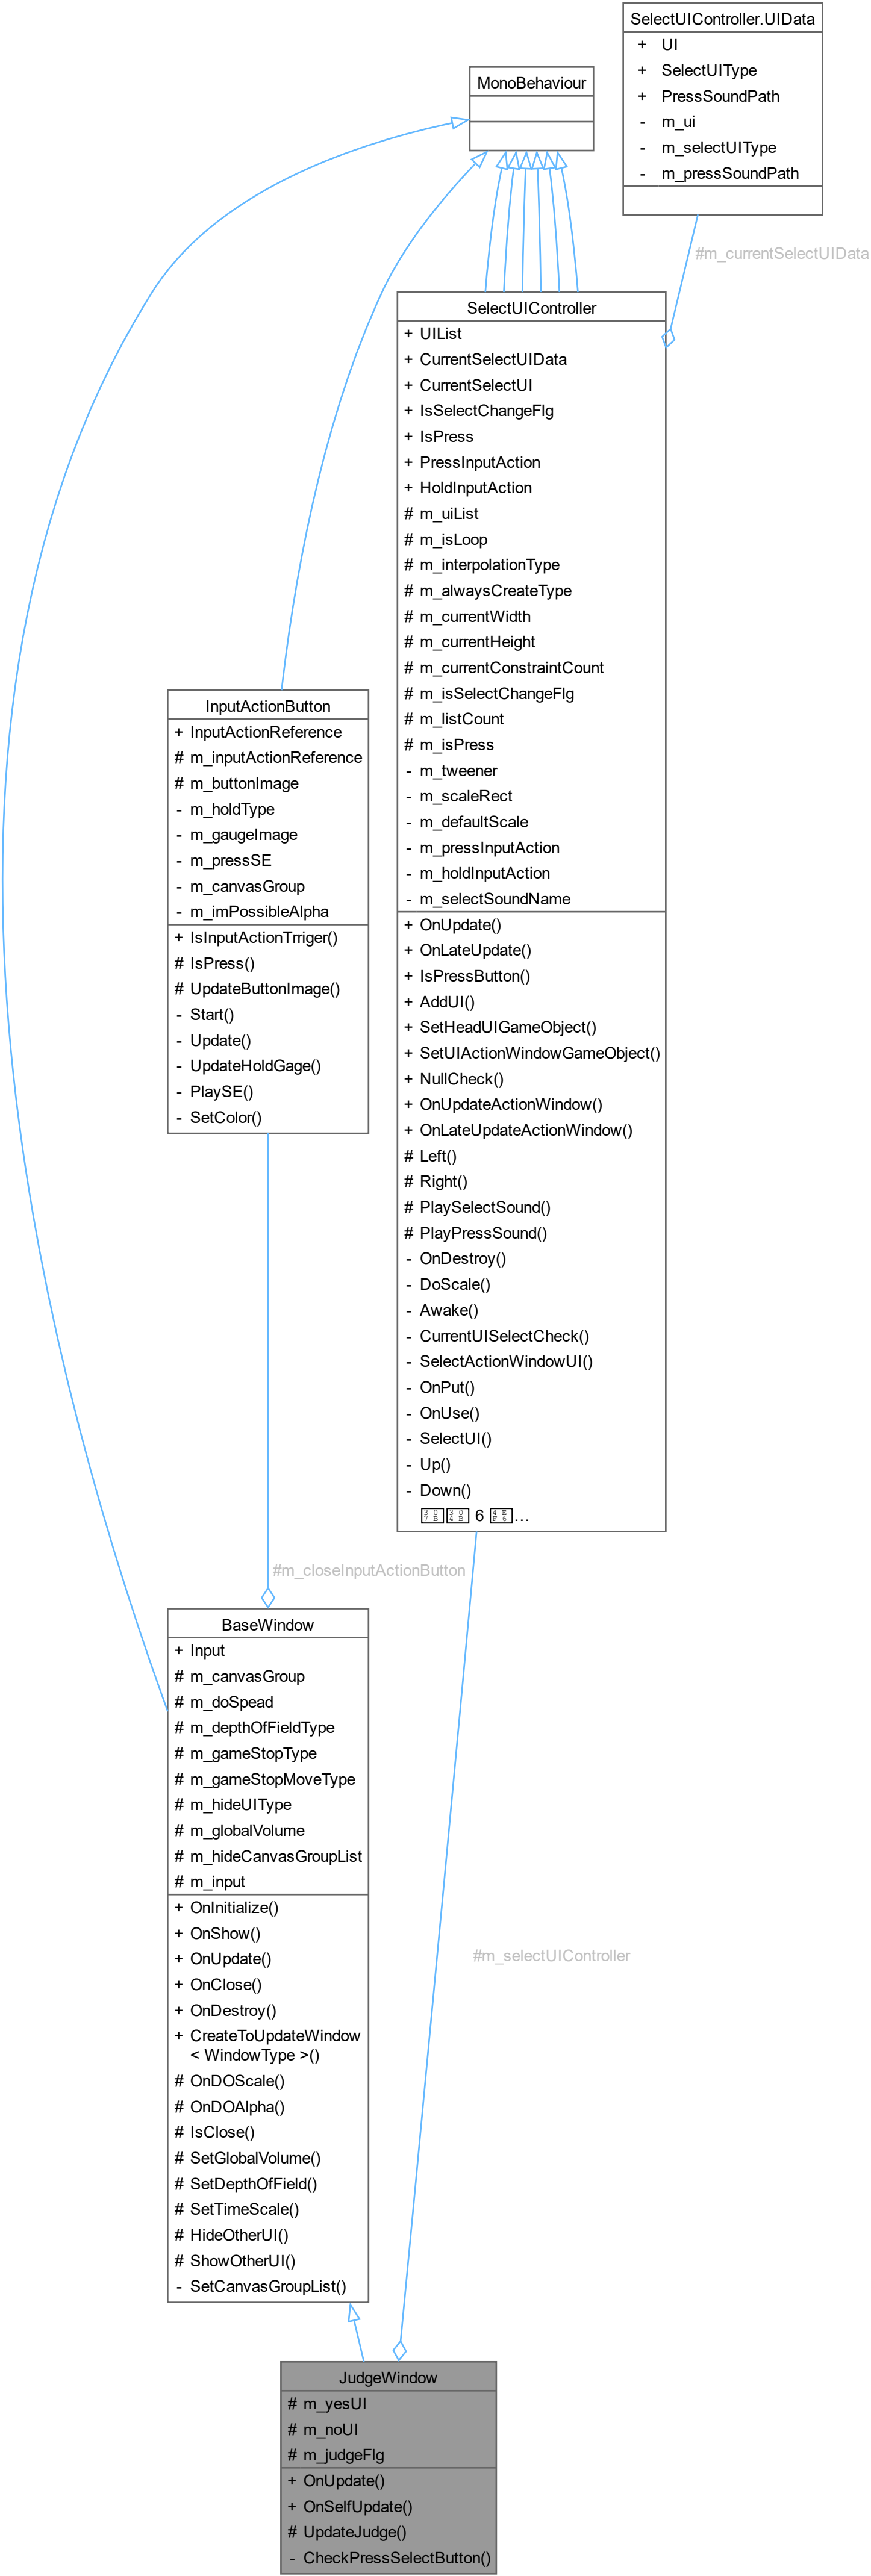 SelectUIController.UIData
+ UI
+ SelectUIType
+ PressSoundPath
- m_ui
- m_selectUIType
- m_pressSoundPath
MonoBehaviour
#m_currentSelectUIData
SelectUIController
+ UIList
+ CurrentSelectUIData
+ CurrentSelectUI
+ IsSelectChangeFlg
+ IsPress
+ PressInputAction
+ HoldInputAction
# m_uiList
# m_isLoop
# m_interpolationType
# m_alwaysCreateType
# m_currentWidth
# m_currentHeight
# m_currentConstraintCount
# m_isSelectChangeFlg
# m_listCount
# m_isPress
- m_tweener
- m_scaleRect
- m_defaultScale
- m_pressInputAction
- m_holdInputAction
- m_selectSoundName
+ OnUpdate()
+ OnLateUpdate()
+ IsPressButton()
+ AddUI()
+ SetHeadUIGameObject()
+ SetUIActionWindowGameObject()
+ NullCheck()
+ OnUpdateActionWindow()
+ OnLateUpdateActionWindow()
# Left()
# Right()
# PlaySelectSound()
# PlayPressSound()
- OnDestroy()
- DoScale()
- Awake()
- CurrentUISelectCheck()
- SelectActionWindowUI()
- OnPut()
- OnUse()
- SelectUI()
- Up()
- Down()
6 ...
InputActionButton
+ InputActionReference
# m_inputActionReference
# m_buttonImage
- m_holdType
- m_gaugeImage
- m_pressSE
- m_canvasGroup
- m_imPossibleAlpha
+ IsInputActionTrriger()
# IsPress()
# UpdateButtonImage()
- Start()
- Update()
- UpdateHoldGage()
- PlaySE()
- SetColor()
#m_closeInputActionButton
BaseWindow
+ Input
# m_canvasGroup
# m_doSpead
# m_depthOfFieldType
# m_gameStopType
# m_gameStopMoveType
# m_hideUIType
# m_globalVolume
# m_hideCanvasGroupList
# m_input
+ OnInitialize()
+ OnShow()
+ OnUpdate()
+ OnClose()
+ OnDestroy()
+ CreateToUpdateWindow
< WindowType >()
# OnDOScale()
# OnDOAlpha()
# IsClose()
# SetGlobalVolume()
# SetDepthOfField()
# SetTimeScale()
# HideOtherUI()
# ShowOtherUI()
- SetCanvasGroupList()
#m_selectUIController
JudgeWindow
# m_yesUI
# m_noUI
# m_judgeFlg
+ OnUpdate()
+ OnSelfUpdate()
# UpdateJudge()
- CheckPressSelectButton()